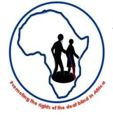 Promoting the rights of the deaf blind in Africa